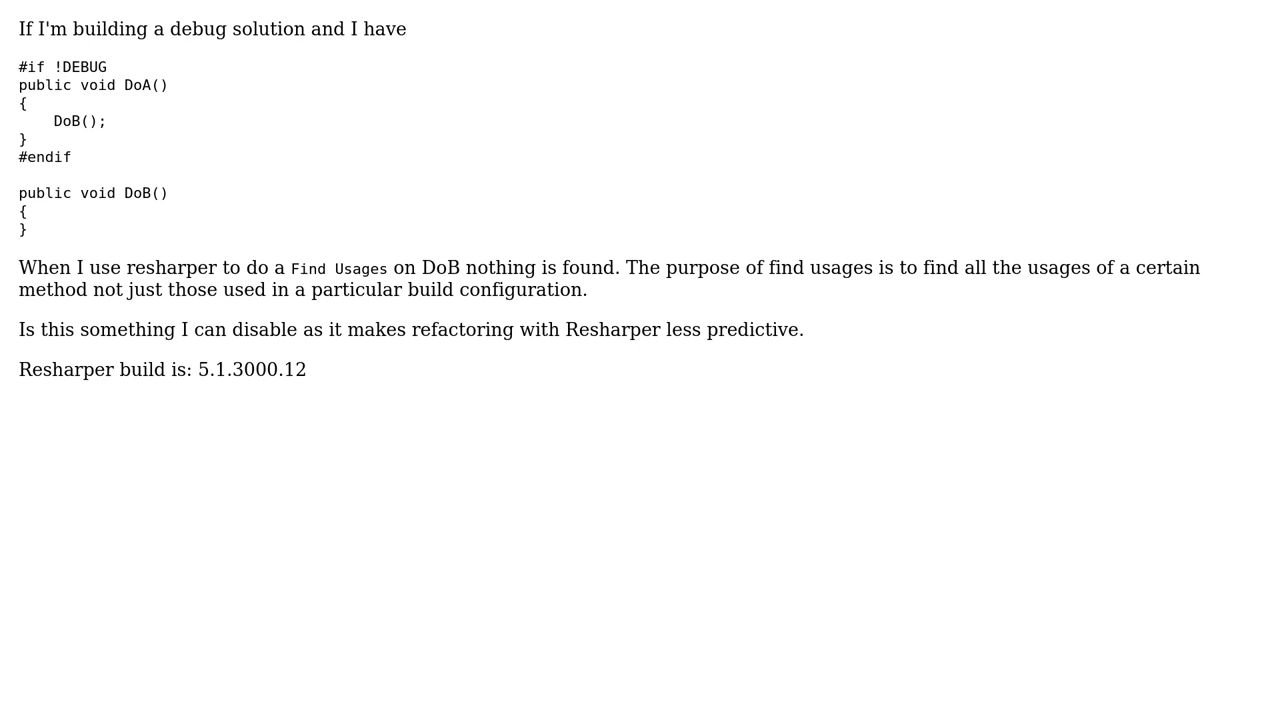 If I'm building a debug solution and I have
#if !DEBUG
public void DoA()
{
    DoB();
}
#endif
public void DoB()
{
}
When I use resharper to do a Find Usages on DoB nothing is found. The purpose of find usages is to find all the usages of a certain
method not just those used in a particular build configuration.
Is this something I can disable as it makes refactoring with Resharper less predictive.
Resharper build is: 5.1.3000.12